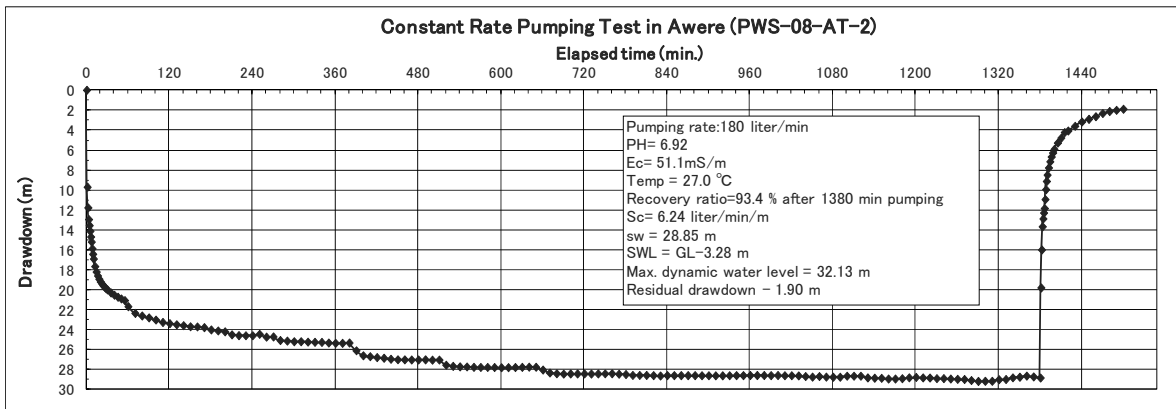 Constant Rate Pumping Test in Awere (PWS-08-AT-2)
Elapsed time (min.)
0 120 240 360 480 600 720 840 960 1080 1200 1320 1440
0
2
4
6
8
10
12
14
16
18
20
22
24
26
28
30
Drawdown (m)
Pumping rate:180 liter/min
PH= 6.92
Ec= 51.1mS/m
Temp = 27.0 ℃
Recovery ratio=93.4 % after 1380 min pumping
Sc= 6.24 liter/min/m
sw = 28.85 m
SWL = GL-3.28 m
Max. dynamic water level = 32.13 m
Residual drawdown - 1.90 m